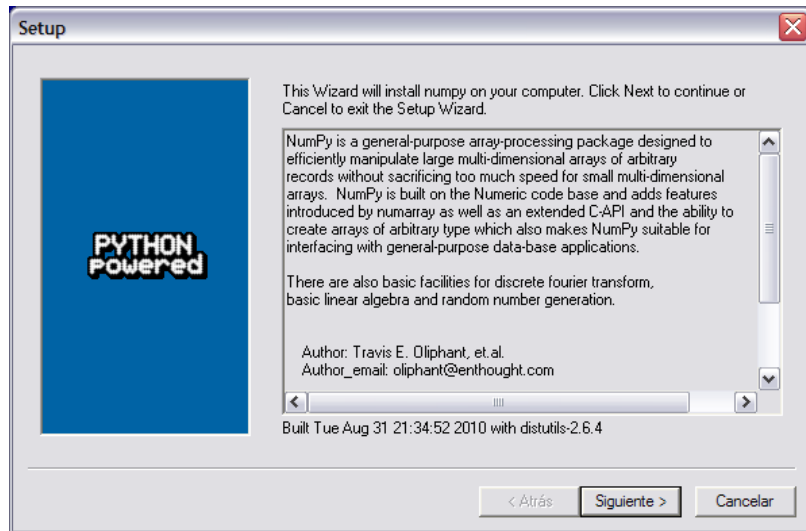 Setup
This Wizard will install numpy on your computer. Click Next to continue or
Cancel to exit the Setup Wizard.
NumPy is a general-purpose array-processing package designed to
efficiently manipulate large multi-dimensional arrays of arbitrary
records without sacrificing too much speed for small multi-dimensional
arrays.  NumPy is built on the Numeric code base and adds features
introduced by numarray as well as an extended C-API and the ability to
create arrays of arbitrary type which also makes NumPy suitable for
interfacing with general-purpose data-base applications.
There are also basic facilities for discrete fourier transform,
basic linear algebra and random number generation.
Author: Travis E. Oliphant, et.al.
Author_email: oliphant@enthought.com
PYTHON
Powered
Built Tue Aug 31 21:34:52 2010 with distutils-2.6.4
< Atrás
Siguiente >
Cancelar